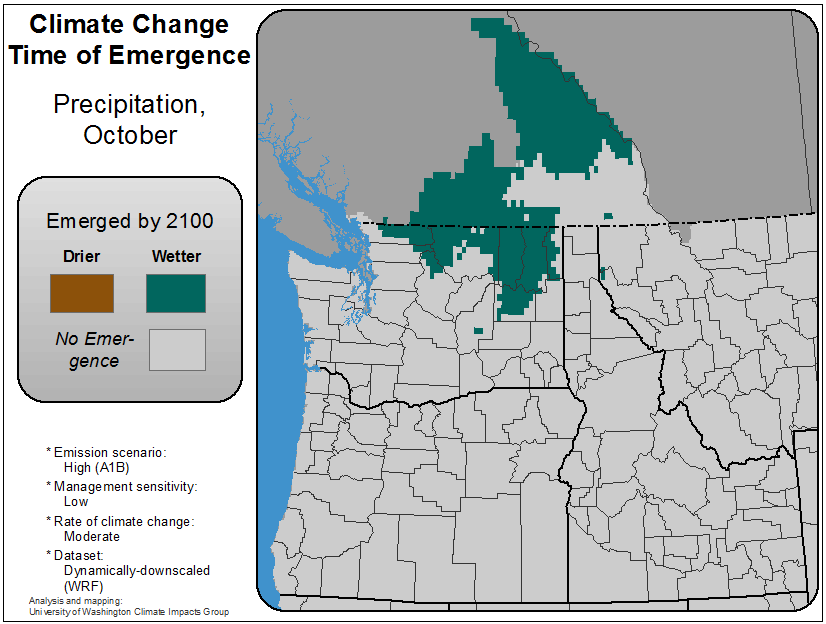 Climate Change
Time of Emergence
Precipitation,
October
Emerged by 2100
Drier
Wetter
No Emer-
gence
* Emission scenario:
High (A1B)
* Management sensitivity:
Low
* Rate of climate change:
Moderate
* Dataset:
Dynamically-downscaled
(WRF)
Analysis and mapping:
University of Washington Climate Impacts Group